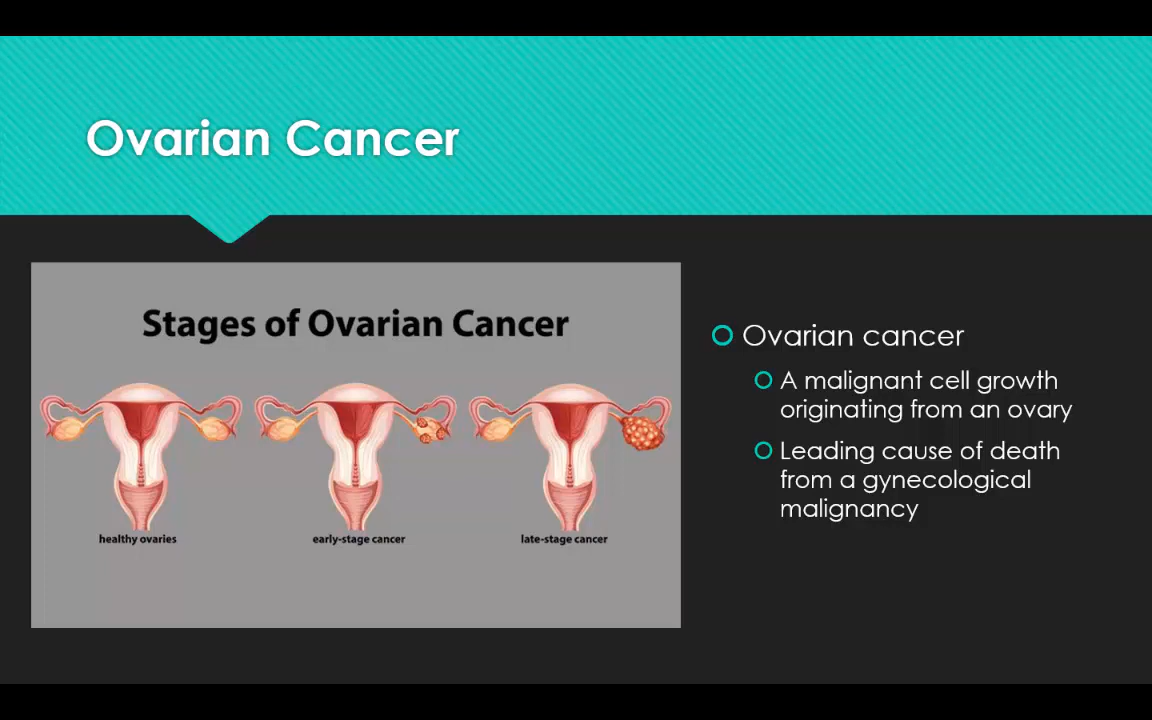 Ovarian Cancer
Stages of Ovarian Cancer
healthy ovaries
early-stage cancer
late-stage cancer
Ovarian cancer
A malignant cell growth
originating from an ovary
Leading cause of death
from a gynecological
malignancy